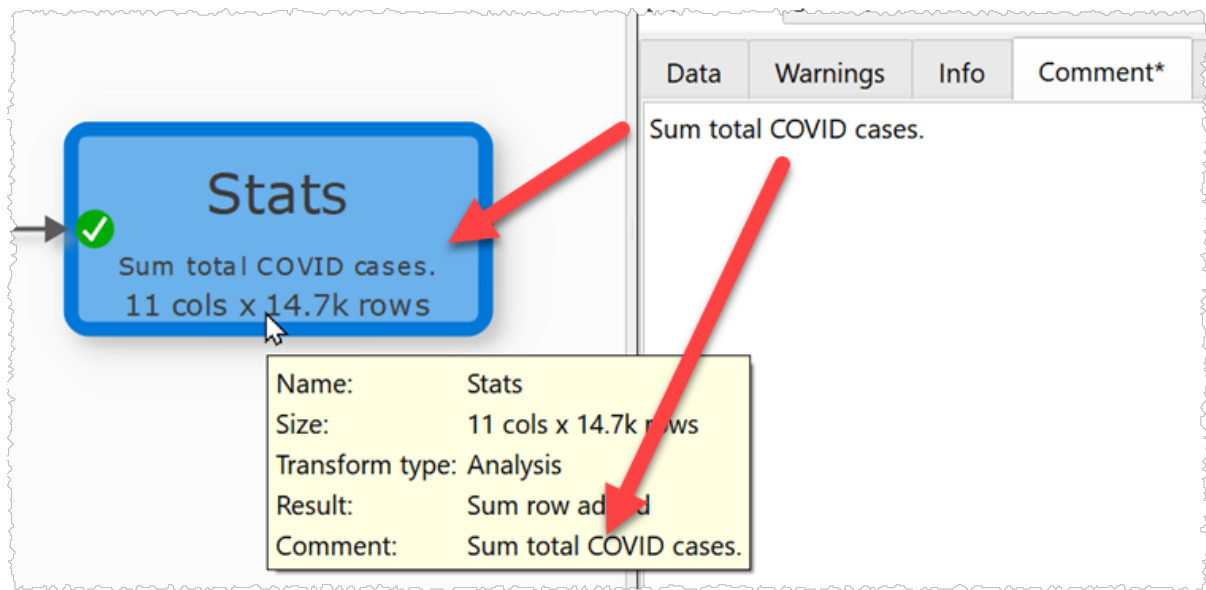 Stats
Sum total COVID cases.
11 cols x 14.7k rows
Data Warnings Info Comment*
Sum total COVID cases.
Name: Stats
Size: 11 cols x 14.7k rows
Transform type: Analysis
Result: Sum row added
Comment: Sum total COVID cases.